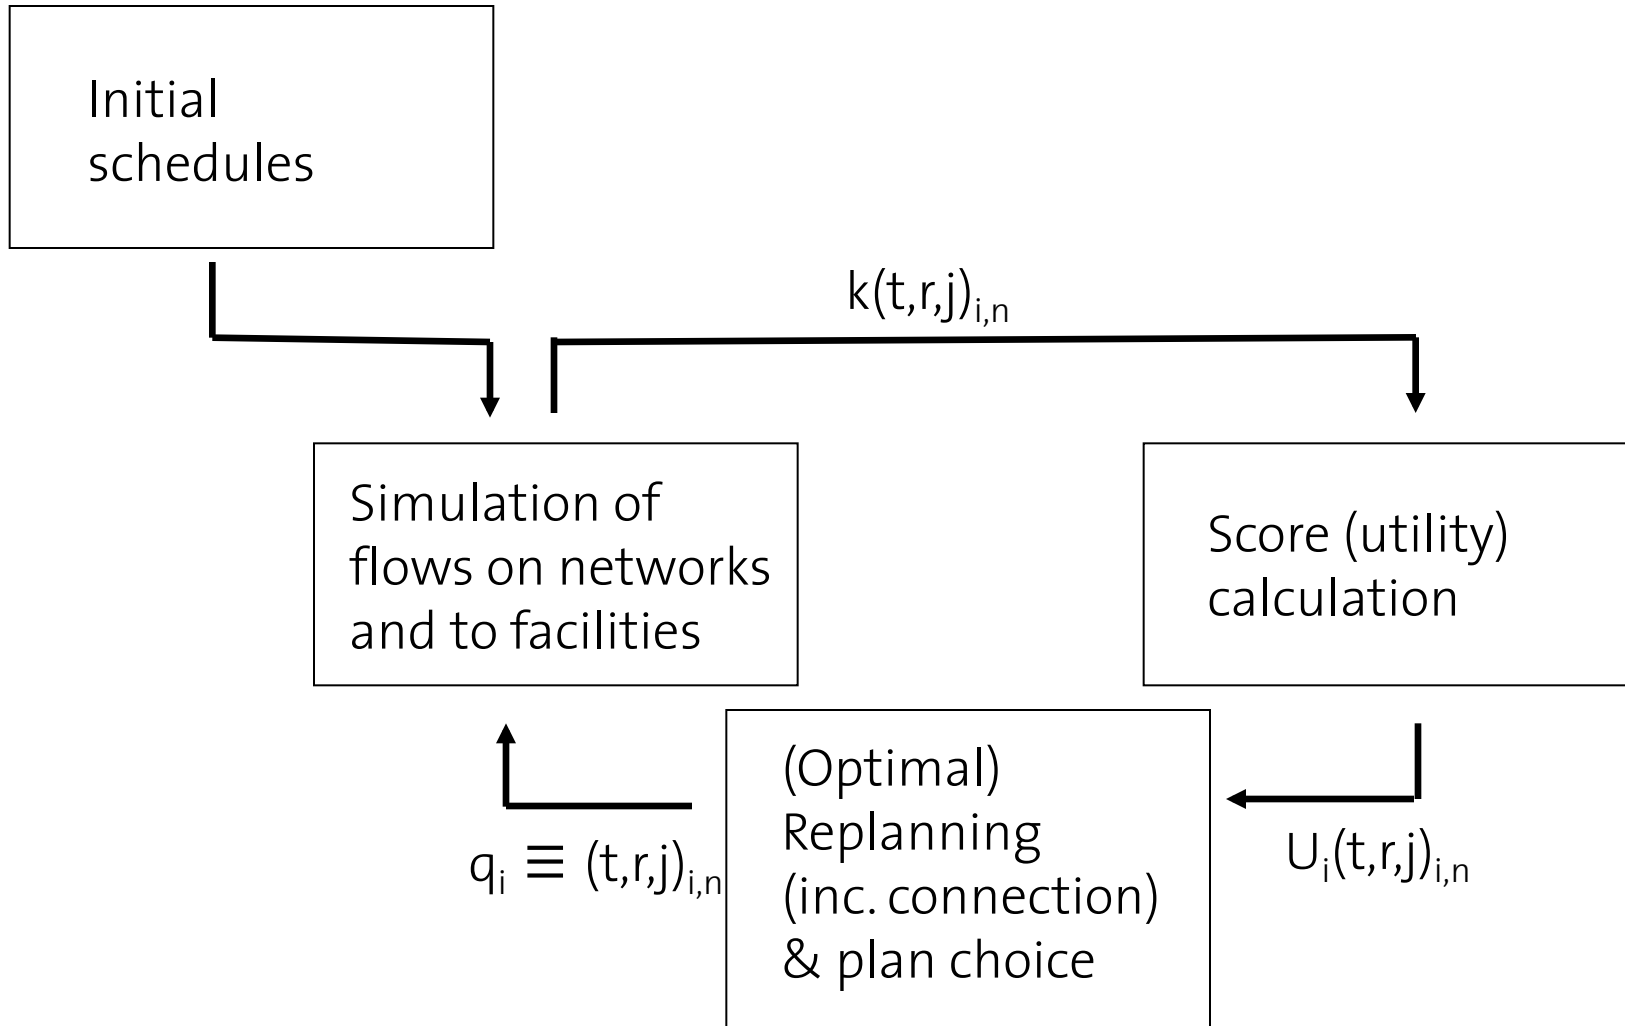 Initial
schedules
k(t,r,j)i,n
Simulation of
flows on networks
and to facilities
Score (utility)
calculation
(Optimal)
Replanning
(inc. connection)
& plan choice
qi ≡ (t,r,j)i,n
Ui(t,r,j)i,n